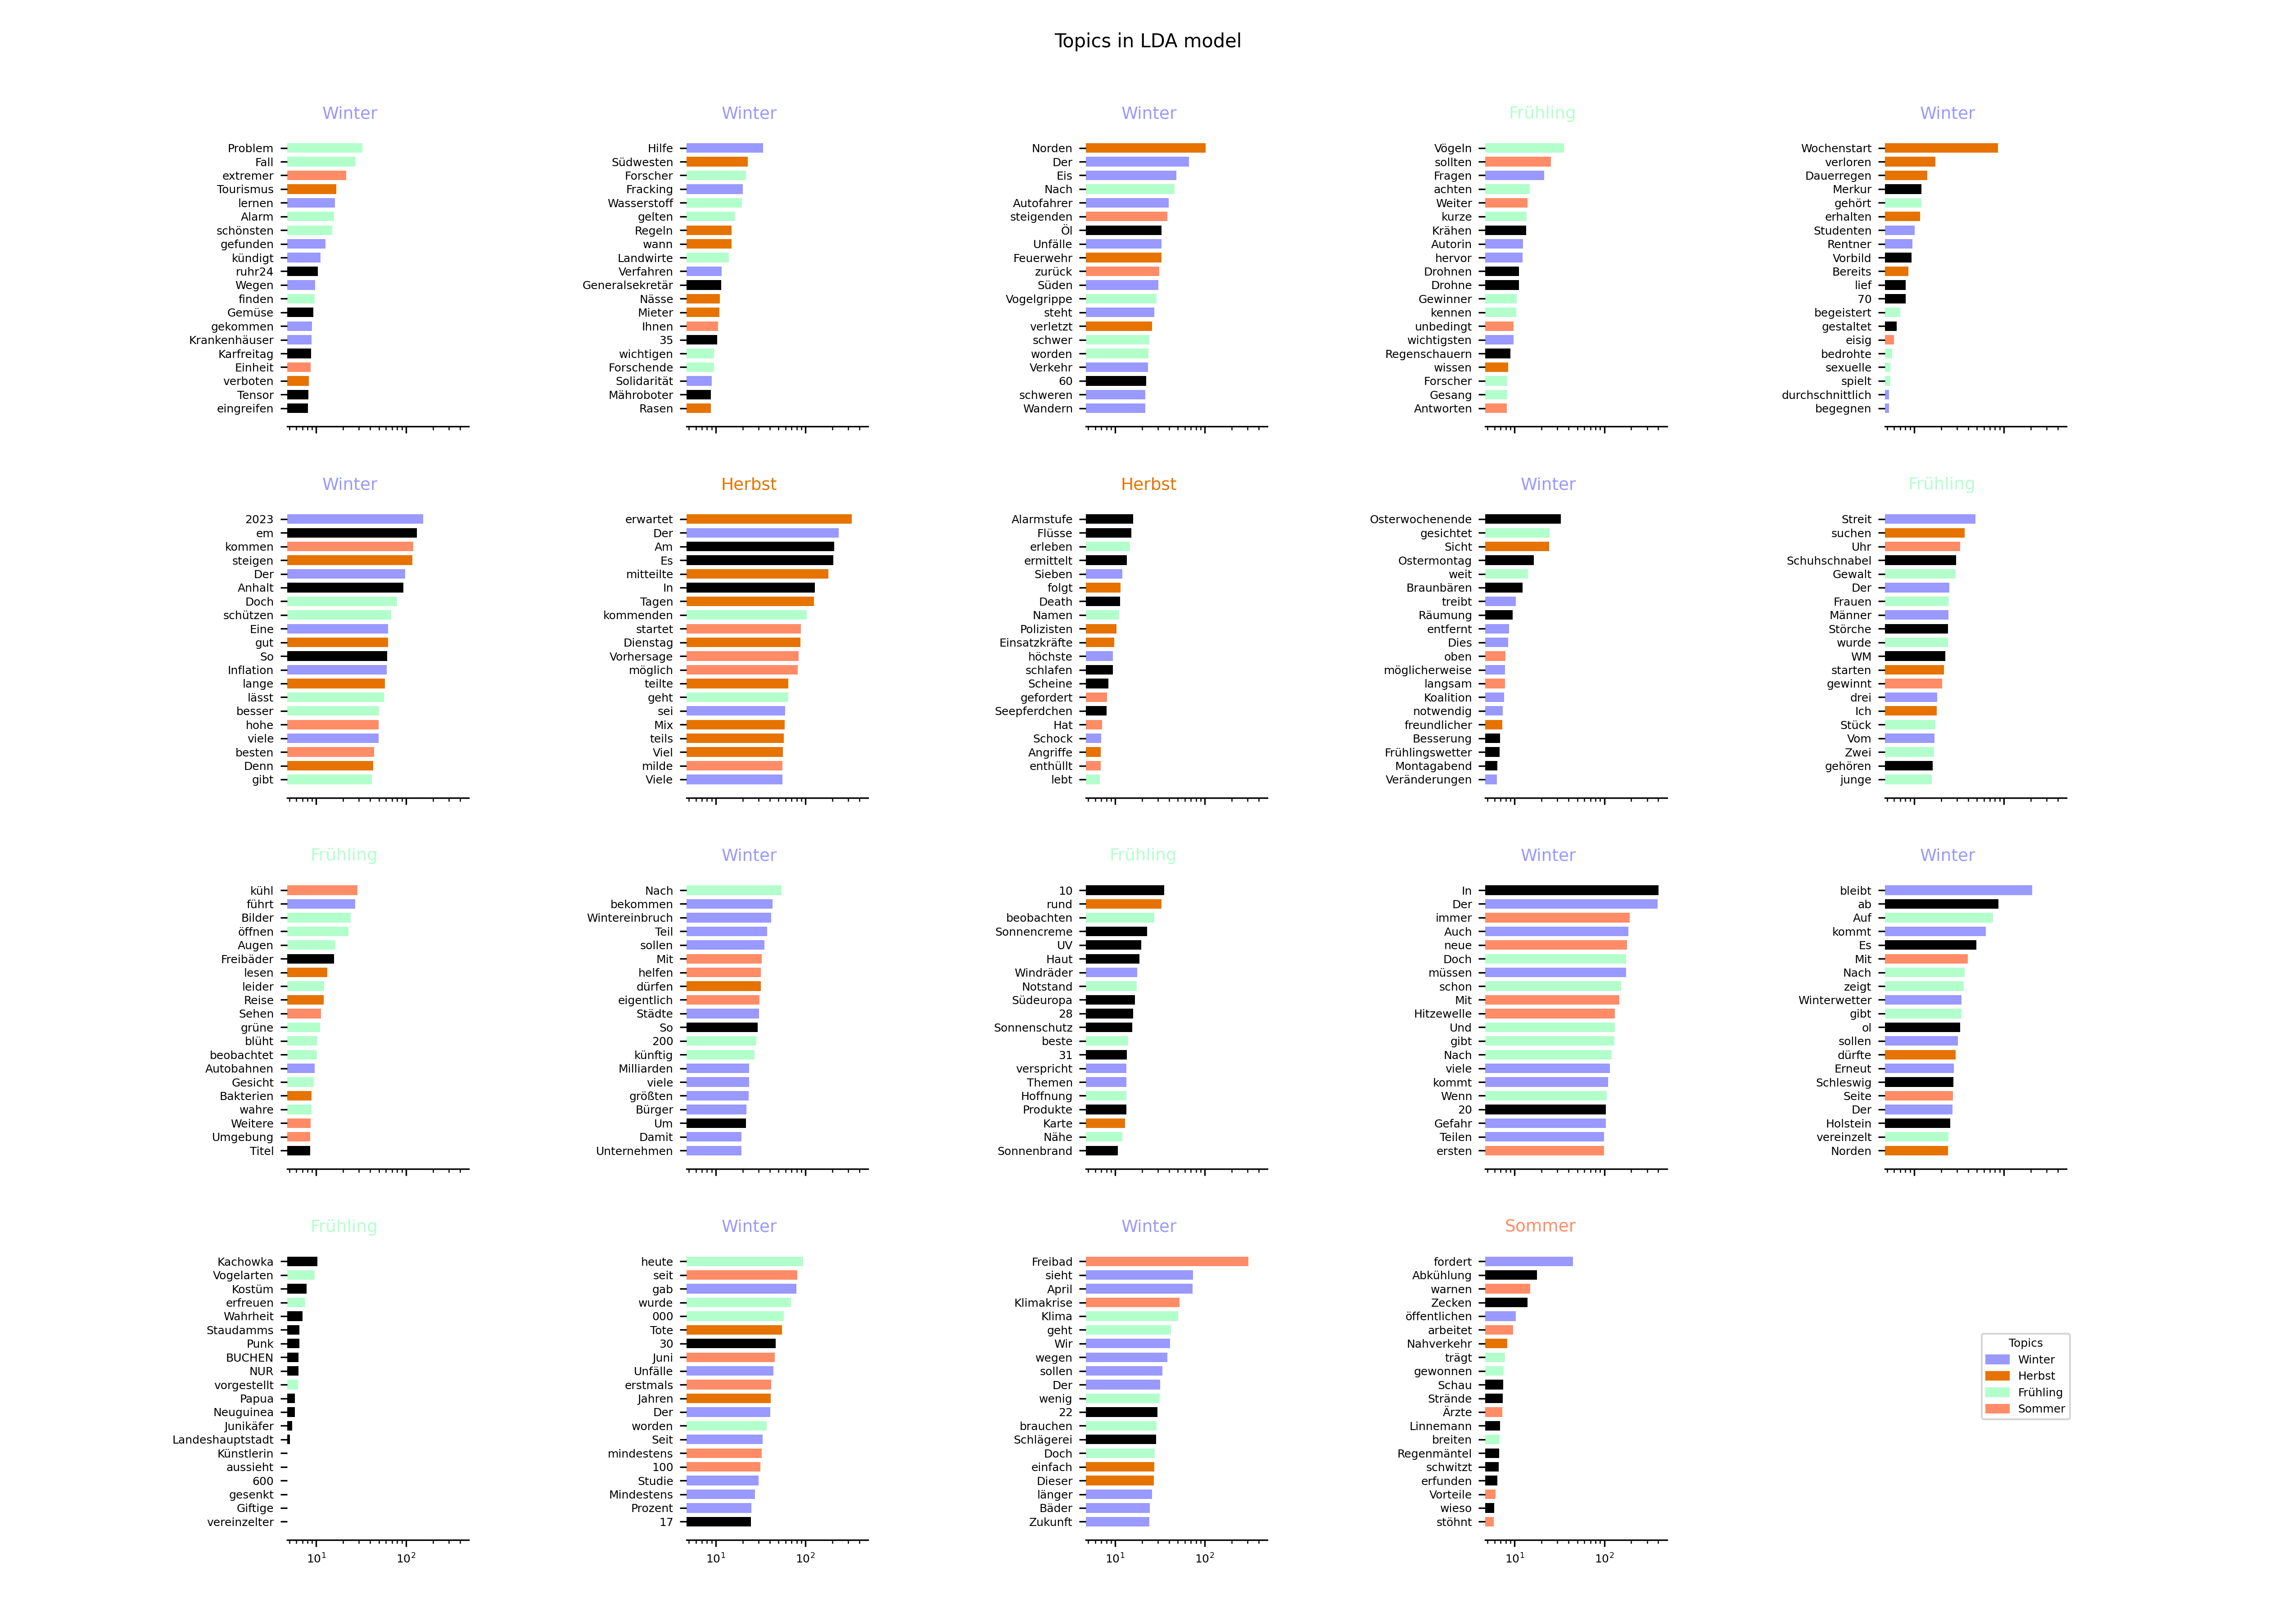 Topics in LDA model
Winter
Problem
Fall
extremer
Tourismus
lernen
Alarm
schönsten
gefunden
kündigt
ruhr24
Wegen
finden
Gemüse
gekommen
Krankenhäuser
Karfreitag
Einheit
verboten
Tensor
eingreifen
Winter
Hilfe
Südwesten
Forscher
Fracking
Wasserstoff
gelten
Regeln
wann
Landwirte
Verfahren
Generalsekretär
Nässe
Mieter
Ihnen
35
wichtigen
Forschende
Solidarität
Mähroboter
Rasen
Winter
Norden
Der
Eis
Nach
Autofahrer
steigenden
Öl
Unfälle
Feuerwehr
zurück
Süden
Vogelgrippe
steht
verletzt
schwer
worden
Verkehr
60
schweren
Wandern
Frühling
Vögeln
sollten
Fragen
achten
Weiter
kurze
Krähen
Autorin
hervor
Drohnen
Drohne
Gewinner
kennen
unbedingt
wichtigsten
Regenschauern
wissen
Forscher
Gesang
Antworten
Winter
Wochenstart
verloren
Dauerregen
Merkur
gehört
erhalten
Studenten
Rentner
Vorbild
Bereits
lief
70
begeistert
gestaltet
eisig
bedrohte
sexuelle
spielt
durchschnittlich
begegnen
Winter
2023
em
kommen
steigen
Der
Anhalt
Doch
schützen
Eine
gut
So
Inflation
lange
lässt
besser
hohe
viele
besten
Denn
gibt
Herbst
erwartet
Der
Am
Es
mitteilte
In
Tagen
kommenden
startet
Dienstag
Vorhersage
möglich
teilte
geht
sei
Mix
teils
Viel
milde
Viele
Herbst
Alarmstufe
Flüsse
erleben
ermittelt
Sieben
folgt
Death
Namen
Polizisten
Einsatzkräfte
höchste
schlafen
Scheine
gefordert
Seepferdchen
Hat
Schock
Angriffe
enthüllt
lebt
Winter
Osterwochenende
gesichtet
Sicht
Ostermontag
weit
Braunbären
treibt
Räumung
entfernt
Dies
oben
möglicherweise
langsam
Koalition
notwendig
freundlicher
Besserung
Frühlingswetter
Montagabend
Veränderungen
Frühling
Streit
suchen
Uhr
Schuhschnabel
Gewalt
Der
Frauen
Männer
Störche
wurde
WM
starten
gewinnt
drei
Ich
Stück
Vom
Zwei
gehören
junge
Frühling
kühl
führt
Bilder
öffnen
Augen
Freibäder
lesen
leider
Reise
Sehen
grüne
blüht
beobachtet
Autobahnen
Gesicht
Bakterien
wahre
Weitere
Umgebung
Titel
Winter
Nach
bekommen
Wintereinbruch
Teil
sollen
Mit
helfen
dürfen
eigentlich
Städte
So
200
künftig
Milliarden
viele
größten
Bürger
Um
Damit
Unternehmen
Frühling
10
rund
beobachten
Sonnencreme
UV
Haut
Windräder
Notstand
Südeuropa
28
Sonnenschutz
beste
31
verspricht
Themen
Hoffnung
Produkte
Karte
Nähe
Sonnenbrand
Winter
In
Der
immer
Auch
neue
Doch
müssen
schon
Mit
Hitzewelle
Und
gibt
Nach
viele
kommt
Wenn
20
Gefahr
Teilen
ersten
Winter
bleibt
ab
Auf
kommt
Es
Mit
Nach
zeigt
Winterwetter
gibt
ol
sollen
dürfte
Erneut
Schleswig
Seite
Der
Holstein
vereinzelt
Norden
Frühling
Kachowka
Vogelarten
Kostüm
erfreuen
Wahrheit
Staudamms
Punk
BUCHEN
NUR
vorgestellt
Papua
Neuguinea
Junikäfer
Landeshauptstadt
Künstlerin
aussieht
600
gesenkt
Giftige
vereinzelter
10¹ 10²
Winter
heute
seit
gab
wurde
000
Tote
30
Juni
Unfälle
erstmals
Jahren
Der
worden
Seit
mindestens
100
Studie
Mindestens
Prozent
17
10¹ 10²
Winter
Freibad
sieht
April
Klimakrise
Klima
geht
Wir
wegen
sollen
Der
wenig
22
brauchen
Schlägerei
Doch
einfach
Dieser
länger
Bäder
Zukunft
10¹ 10²
Sommer
fordert
Abkühlung
warnen
Zecken
öffentlichen
arbeitet
Nahverkehr
trägt
gewonnen
Schau
Strände
Ärzte
Linnemann
breiten
Regenmäntel
schwitzt
erfunden
Vorteile
wieso
stöhnt
10¹ 10²
Topics
Winter
Herbst
Frühling
Sommer